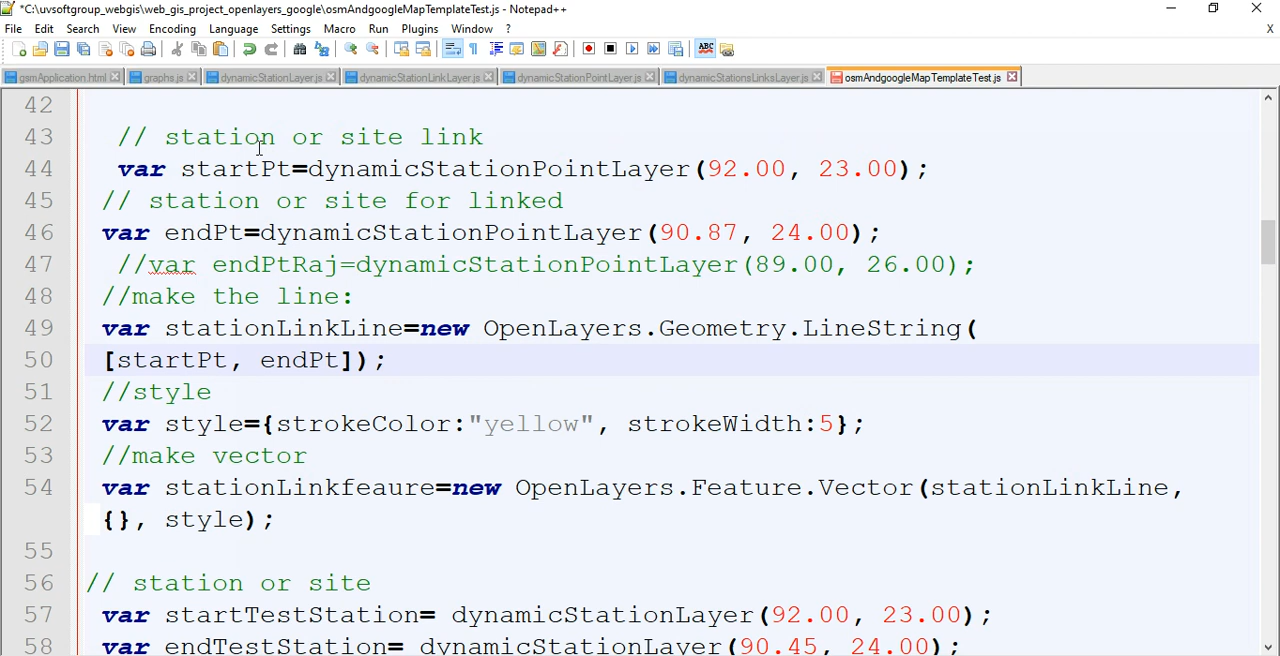 *C:\uvsoftgroup_webgis\web_gis_project_openlayers_google\osmAndgoogleMapTemplateTest.js - Notepad++
File Edit Search View Encoding Language Settings Macro Run Plugins Window ? X
gsmApplication.html graphs.js dynamicStationLayer.js dynamicStationLinkLayer.js dynamicStationPointLayer.js dynamicStationsLinksLayer.js osmAndgoogleMapTemplateTest.js
42
43 // station or site link
44 var startPt=dynamicStationPointLayer(92.00, 23.00);
45 // station or site for linked
46 var endPt=dynamicStationPointLayer(90.87, 24.00);
47 //var endPtRaj=dynamicStationPointLayer(89.00, 26.00);
48 //make the line:
49 var stationLinkLine=new OpenLayers.Geometry.LineString(
50 [startPt, endPt]);
51 //style
52 var style={strokeColor:"yellow", strokeWidth:5};
53 //make vector
54 var stationLinkfeaure=new OpenLayers.Feature.Vector(stationLinkLine,
{}, style);
55
56 // station or site
57 var startTestStation= dynamicStationLayer(92.00, 23.00);
58 var endTestStation= dynamicStationLayer(90.45, 24.00);